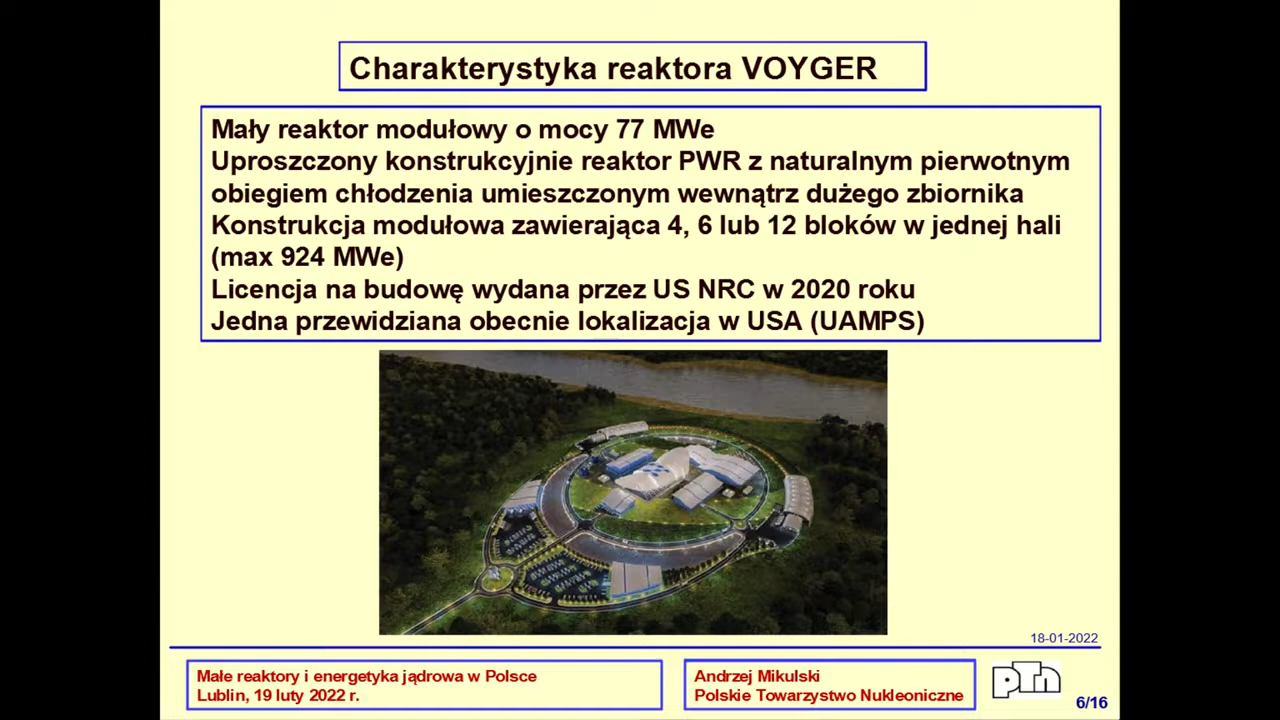 Charakterystyka reaktora VOYGER
Mały reaktor modułowy o mocy 77 MWe
Uproszczony konstrukcyjnie reaktor PWR z naturalnym pierwotnym
obiegiem chłodzenia umieszczonym wewnątrz dużego zbiornika
Konstrukcja modułowa zawierająca 4, 6 lub 12 bloków w jednej hali
(max 924 MWe)
Licencja na budowę wydana przez US NRC w 2020 roku
Jedna przewidziana obecnie lokalizacja w USA (UAMPS)
18-01-2022
Małe reaktory i energetyka jądrowa w Polsce
Lublin, 19 luty 2022 r.
Andrzej Mikulski
Polskie Towarzystwo Nukleoniczne
PTN
6/16